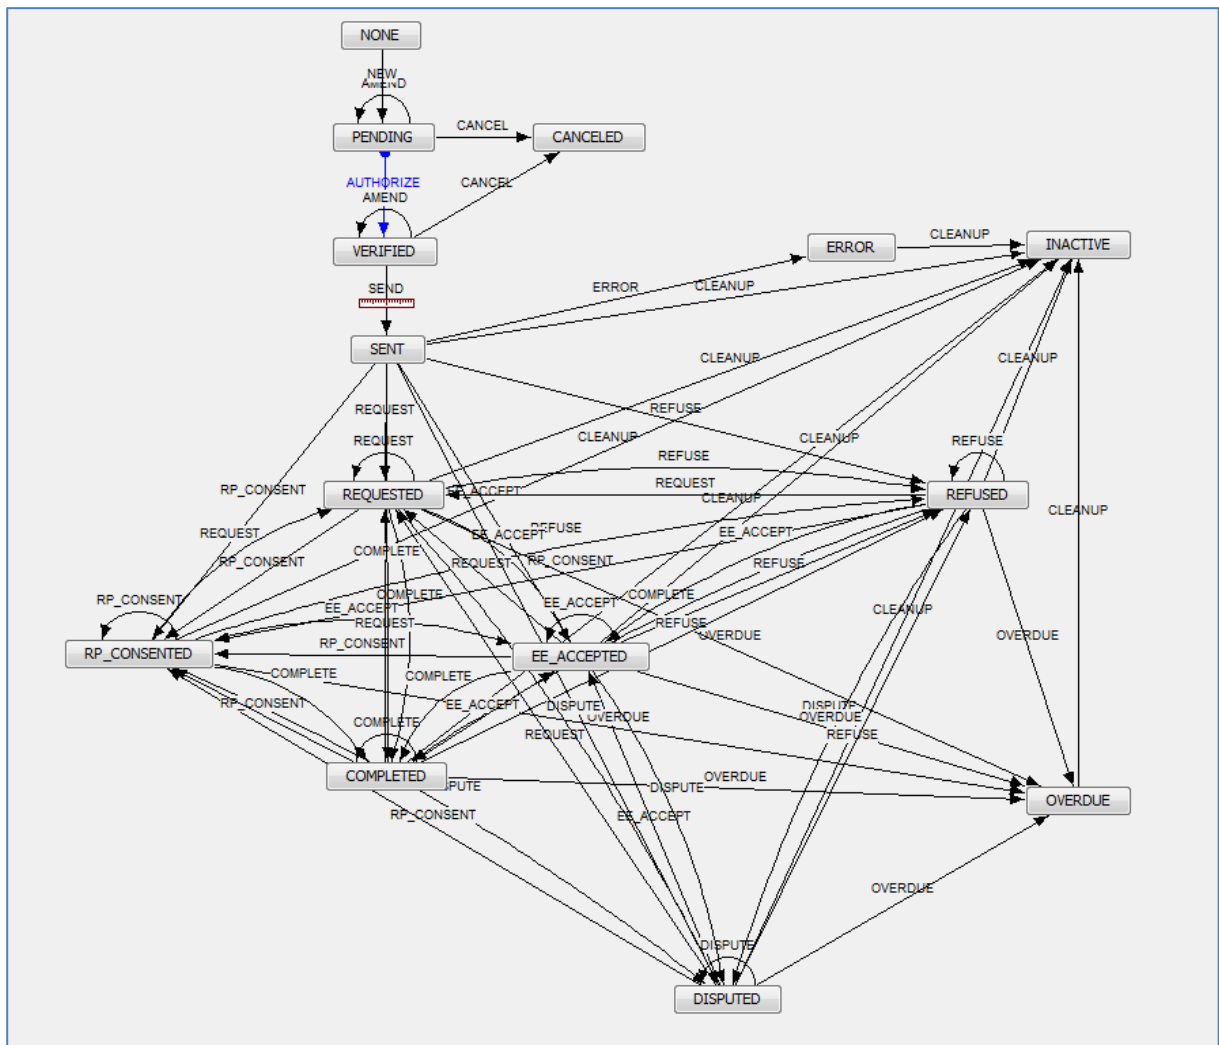 NONE
NEW
AMEND
PENDING
CANCEL
CANCELED
AUTHORIZE
CANCEL
AMEND
VERIFIED
ERROR
CLEANUP
INACTIVE
SEND
ERROR
CLEANUP
SENT
CLEANUP
CLEANUP
REQUEST
REFUSE
REQUEST
CLEANUP
CLEANUP
REFUSE
REFUSE
REQUESTED
RP_CONSENT
EE_ACCEPT
REQUEST
REFUSED
CLEANUP
CLEANUP
REQUEST
EE_ACCEPT
REFUSE
EE_ACCEPT
RP_CONSENT
COMPLETE
REQUEST
RP_CONSENT
REFUSE
RP_CONSENT
COMPLETE
EE_ACCEPT
EE_ACCEPT
COMPLETE
CLEANUP
REQUEST
REFUSE
OVERDUE
OVERDUE
RP_CONSENTED
RP_CONSENT
EE_ACCEPTED
COMPLETE
COMPLETE
RP_CONSENT
EE_ACCEPT
DISPUTE
DISPUTE
COMPLETE
OVERDUE
OVERDUE
REQUEST
REFUSE
COMPLETED
OVERDUE
DISPUTE
OVERDUE
RP_CONSENT
EE_ACCEPT
OVERDUE
DISPUTE
DISPUTED